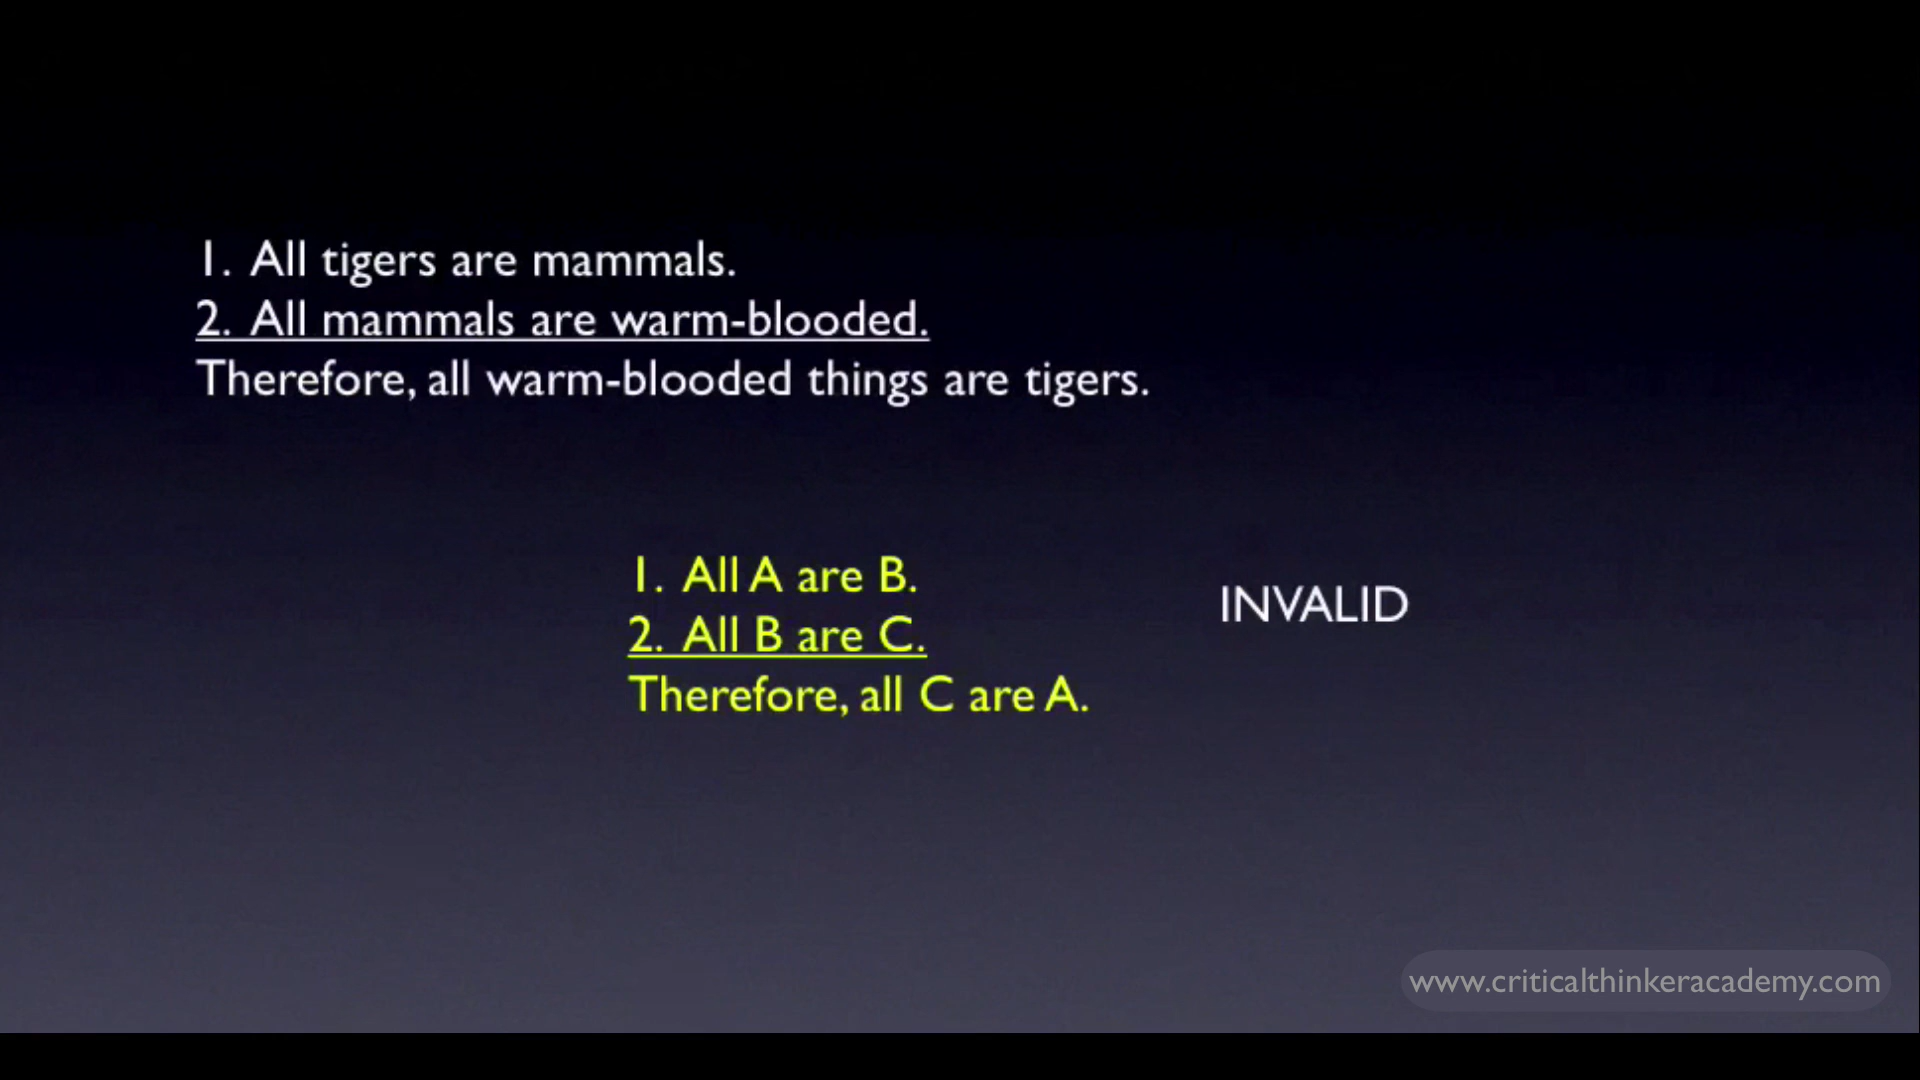 1. All tigers are mammals.
2. All mammals are warm-blooded.
Therefore, all warm-blooded things are tigers.
1. All A are B.
2. All B are C.
Therefore, all C are A.
INVALID
www.criticalthinkeracademy.com